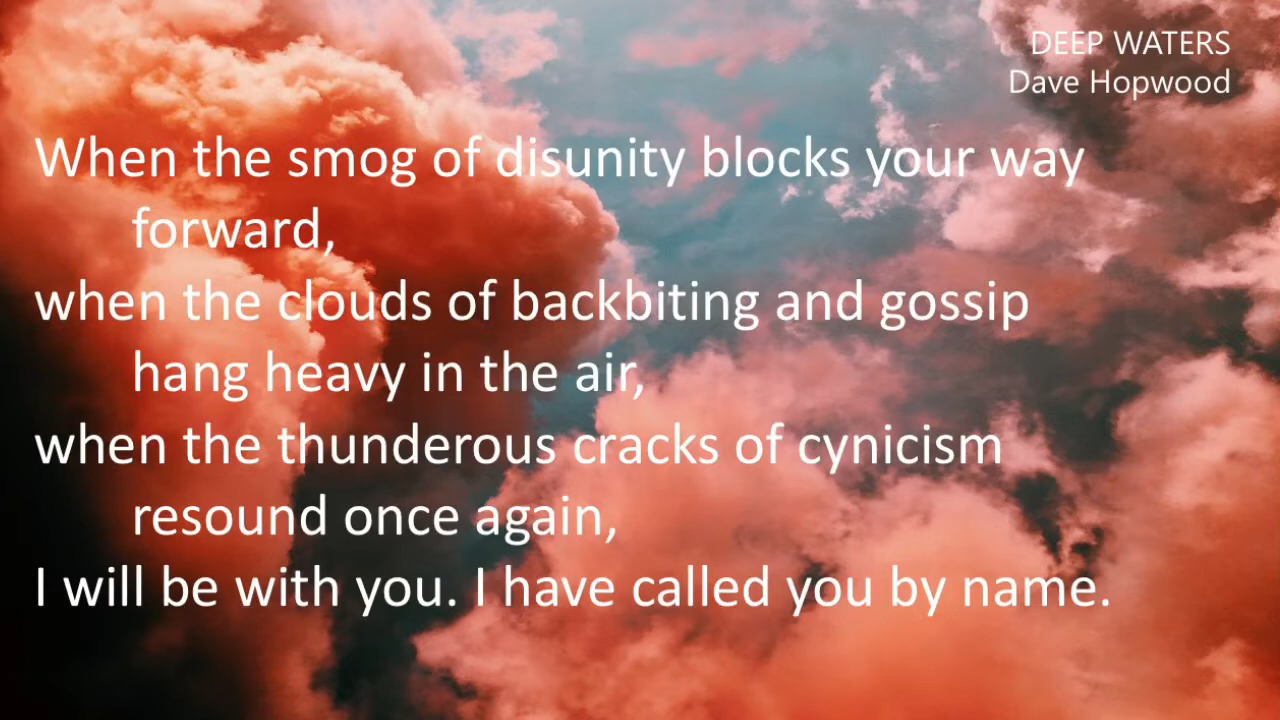 DEEP WATERS
Dave Hopwood
When the smog of disunity blocks your way
forward,
when the clouds of backbiting and gossip
hang heavy in the air,
when the thunderous cracks of cynicism
resound once again,
I will be with you. I have called you by name.